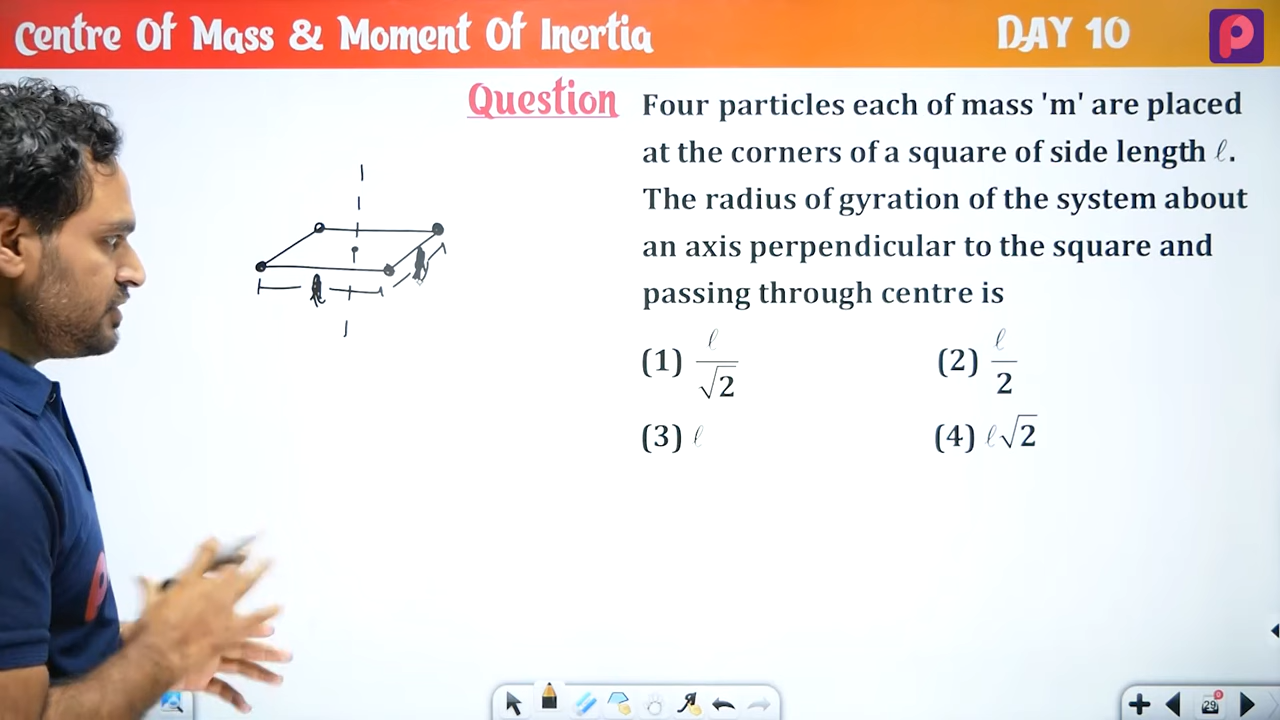 Centre Of Mass & Moment Of Inertia
DAY 10
Question
Four particles each of mass 'm' are placed
at the corners of a square of side length ℓ.
The radius of gyration of the system about
an axis perpendicular to the square and
passing through centre is
(1) ℓ/√2
(2) ℓ/2
(3) ℓ
(4) ℓ√2
29